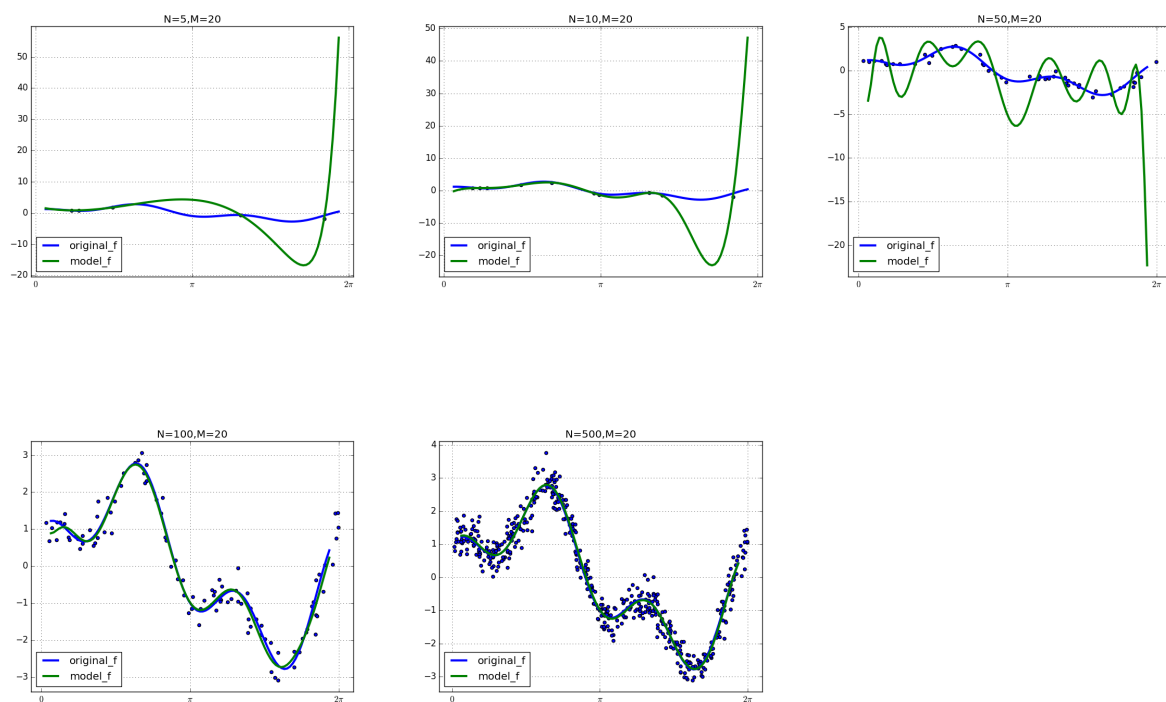 N=5,M=20
50
40
30
20
10
0
−10
−20
original_f
model_f
0
π
2π
N=10,M=20
50
40
30
20
10
0
−10
−20
original_f
model_f
0
π
2π
N=50,M=20
5
0
−5
−10
−15
−20
original_f
model_f
0
π
2π
N=100,M=20
3
2
1
0
−1
−2
−3
original_f
model_f
0
π
2π
N=500,M=20
4
3
2
1
0
−1
−2
−3
original_f
model_f
0
π
2π